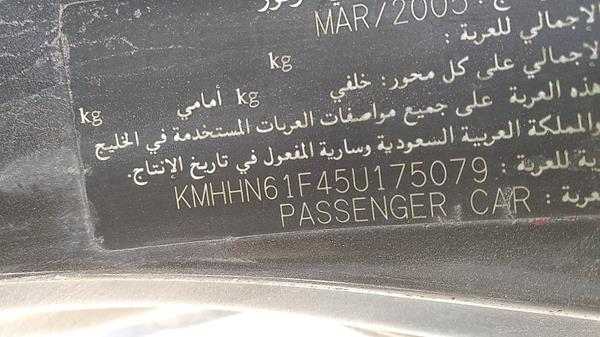 MAR/2005 :
الإجمالي للعربة :
kg
الإجمالي على كل محور: خلفي kg أمامي kg
هذه العربة على جميع مواصفات العربات المستخدمة في الخليج
والمملكة العربية السعودية وسارية المفعول في تاريخ الإنتاج.
للعربة : KMHHN61F45U175079
PASSENGER CAR :